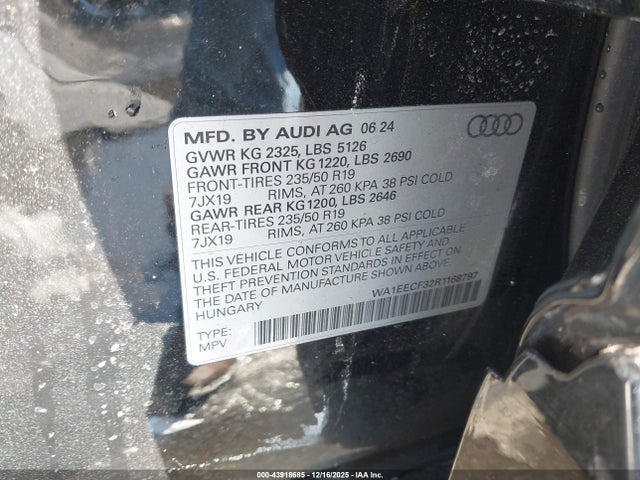 MFD. BY AUDI AG 06 24
GVWR KG 2325, LBS 5126
GAWR FRONT KG 1220, LBS 2690
FRONT-TIRES 235/50 R19
7JX19 RIMS, AT 260 KPA 38 PSI COLD
GAWR REAR KG 1200, LBS 2646
REAR-TIRES 235/50 R19
7JX19 RIMS, AT 260 KPA 38 PSI COLD
THIS VEHICLE CONFORMS TO ALL APPLICABLE
U.S. FEDERAL MOTOR VEHICLE SAFETY AND
THEFT PREVENTION STANDARDS IN EFFECT ON
THE DATE OF MANUFACTURE SHOWN ABOVE.
HUNGARY
WA1EECF32R1168797
TYPE:
MPV
000-43918685 - 12/16/2025 - IAA Inc.